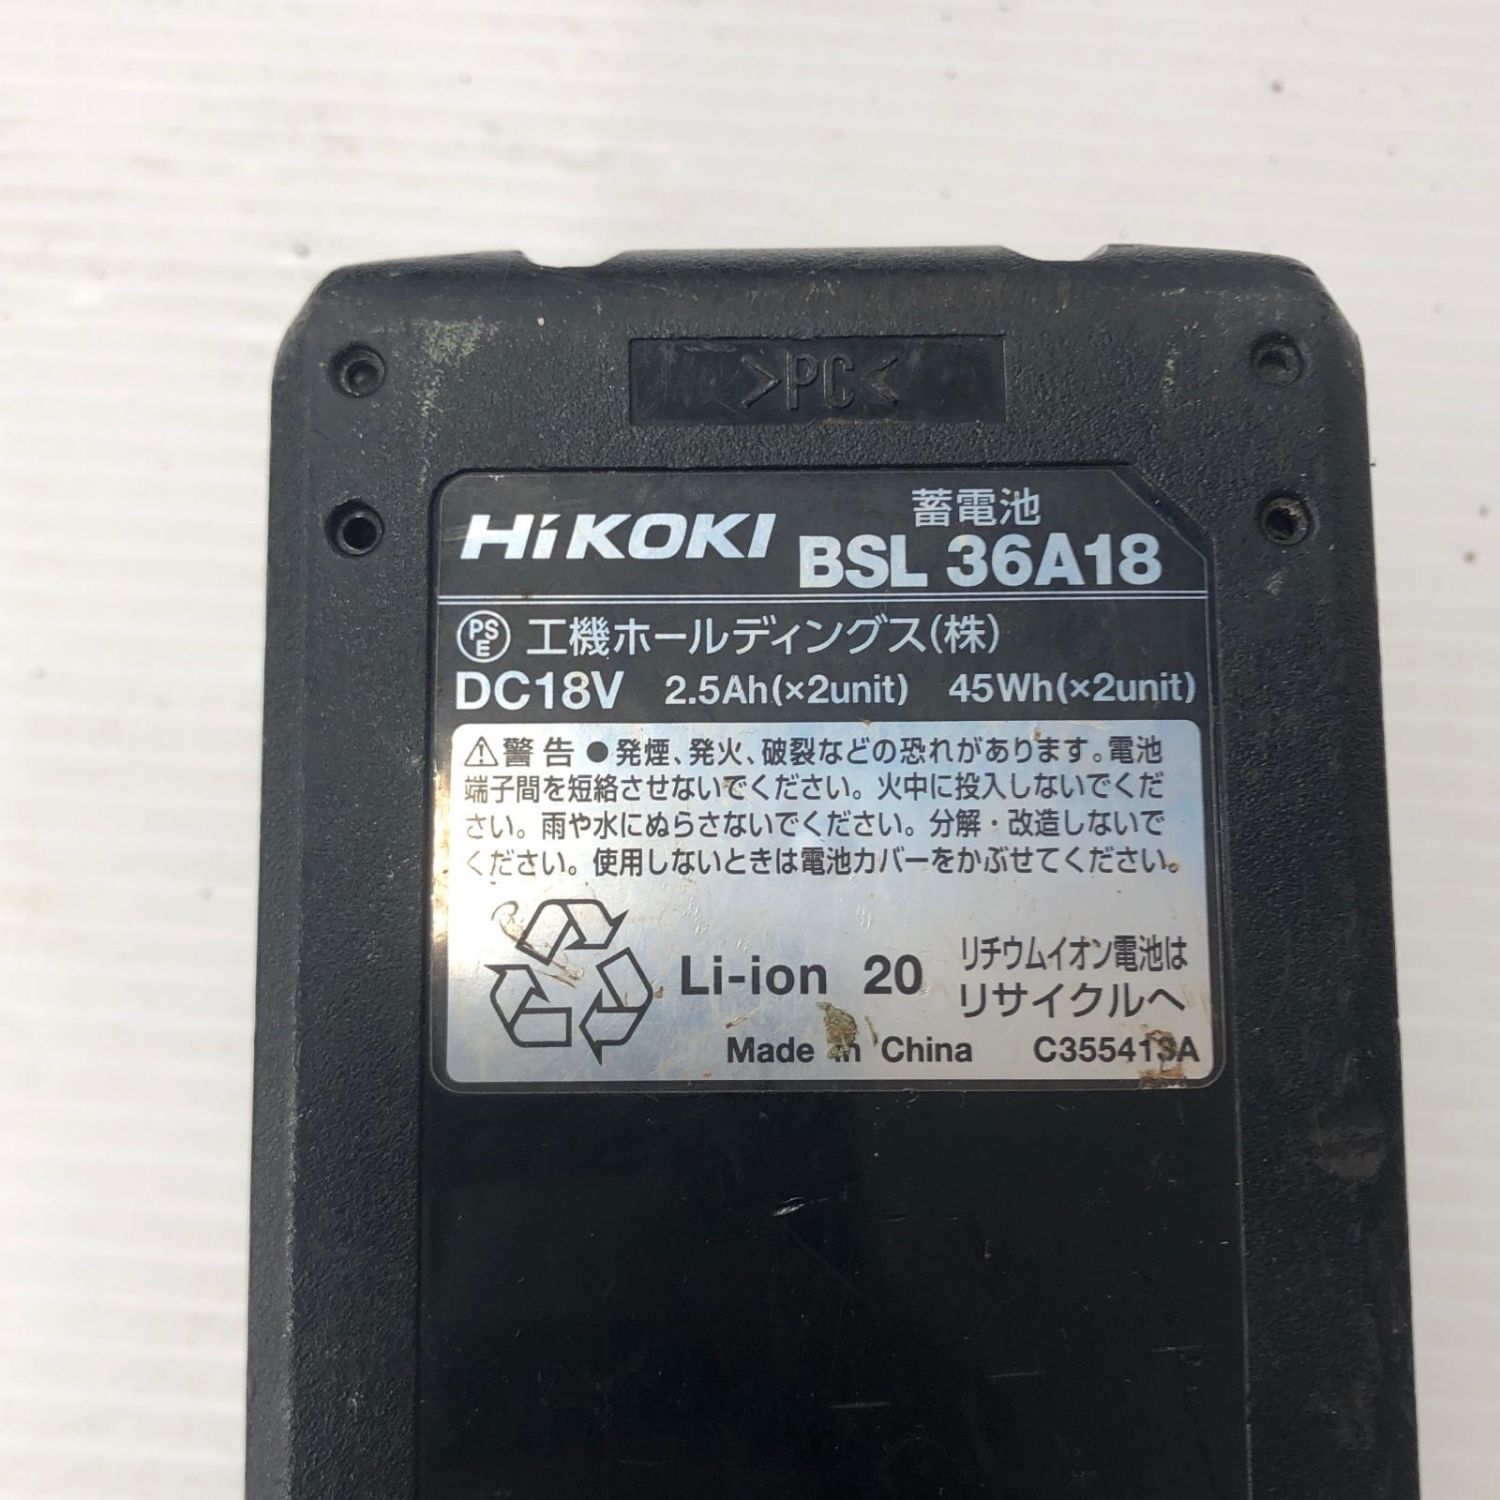 >PC<
HiKOKI 蓄電池
BSL 36A18
PSE 工機ホールディングス(株)
DC18V 2.5Ah(×2unit) 45Wh(×2unit)
⚠警告 ●発煙、発火、破裂などの恐れがあります。電池
端子間を短絡させないでください。火中に投入しないでくだ
さい。雨や水にぬらさないでください。分解・改造しないで
ください。使用しないときは電池カバーをかぶせてください。
Li-ion 20 リチウムイオン電池は
リサイクルへ
Made in China C355413A